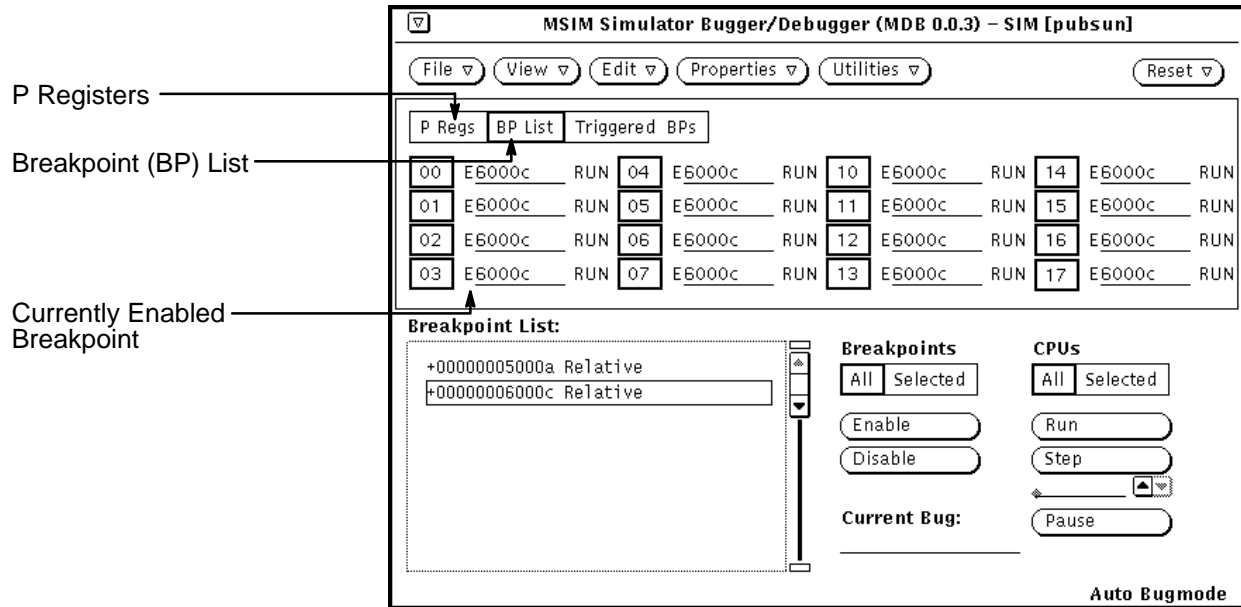 MSIM Simulator Bugger/Debugger (MDB 0.0.3) – SIM [pubsun]
File View Edit Properties Utilities Reset
P Registers
P Regs BP List Triggered BPs
Breakpoint (BP) List
00 E6000c RUN 04 E6000c RUN 10 E6000c RUN 14 E6000c RUN
01 E6000c RUN 05 E6000c RUN 11 E6000c RUN 15 E6000c RUN
02 E6000c RUN 06 E6000c RUN 12 E6000c RUN 16 E6000c RUN
03 E6000c RUN 07 E6000c RUN 13 E6000c RUN 17 E6000c RUN
Currently Enabled
Breakpoint
Breakpoint List:
+00000005000a Relative
+00000006000c Relative
Breakpoints
All Selected
Enable
Disable
Current Bug:
CPUs
All Selected
Run
Step
Pause
Auto Bugmode